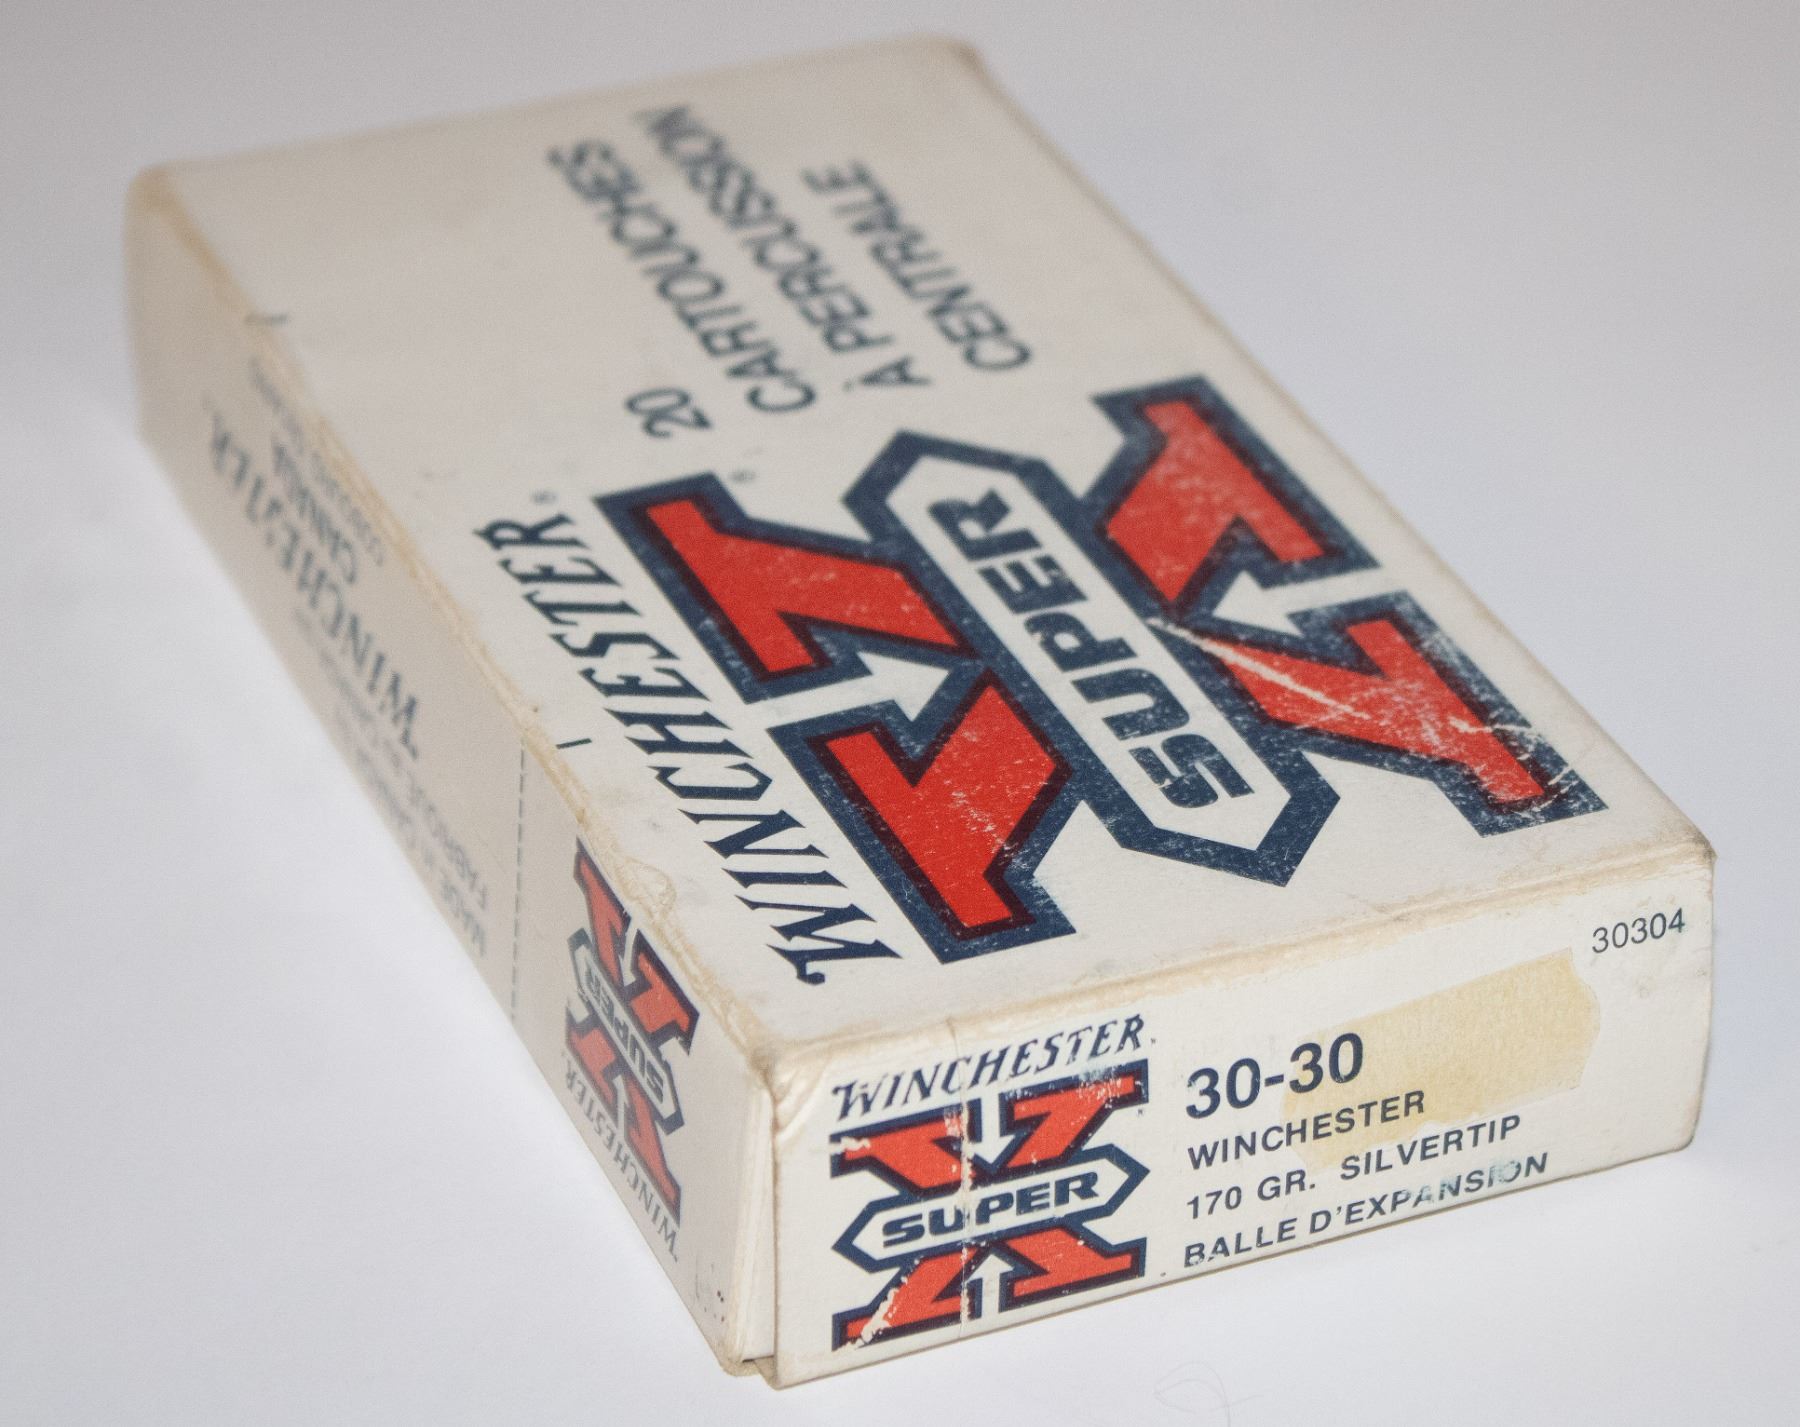 20
CARTOUCHES
À PERCUSSION
CENTRALE
WINCHESTER®
SUPER
X
WINCHESTER
CANADA
WINCHESTER
SUPER
X
WINCHESTER
SUPER
X
30304
30-30
WINCHESTER
170 GR. SILVERTIP
BALLE D'EXPANSION